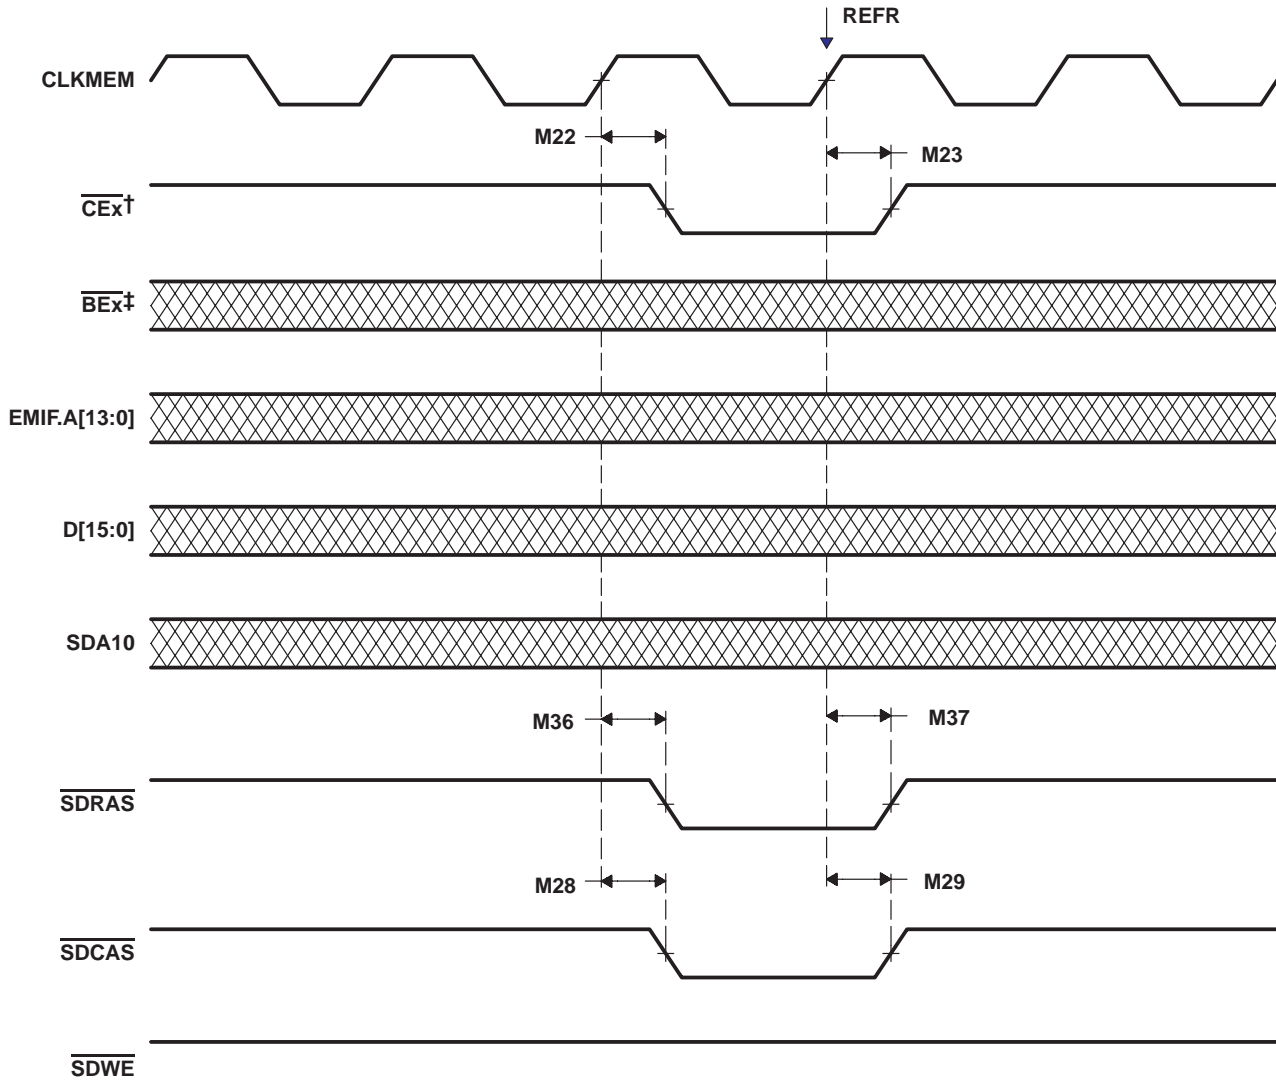 REFR
CLKMEM
M22
M23
CEx†
BEx‡
EMIF.A[13:0]
D[15:0]
SDA10
M36
M37
SDRAS
M28
M29
SDCAS
SDWE